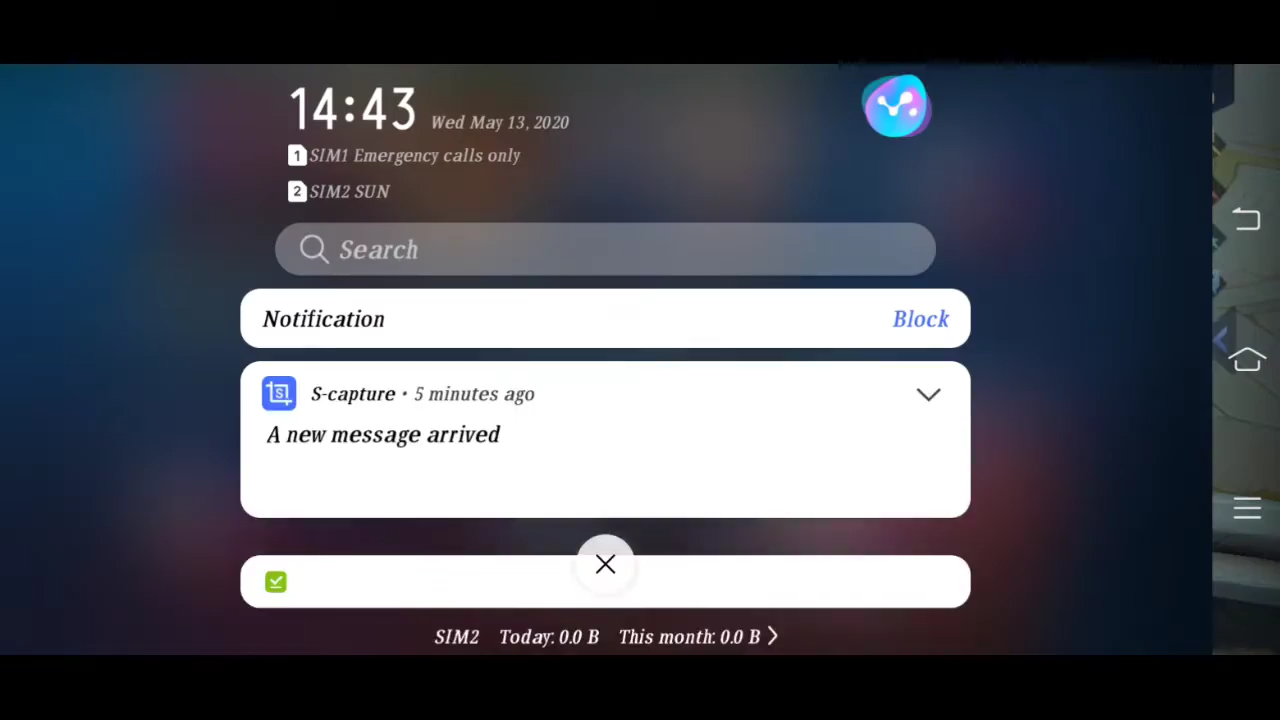 14:43 Wed May 13, 2020
1 SIM1 Emergency calls only
2 SIM2 SUN
Search
Notification Block
S S-capture • 5 minutes ago
A new message arrived
SIM2 Today: 0.0 B This month: 0.0 B